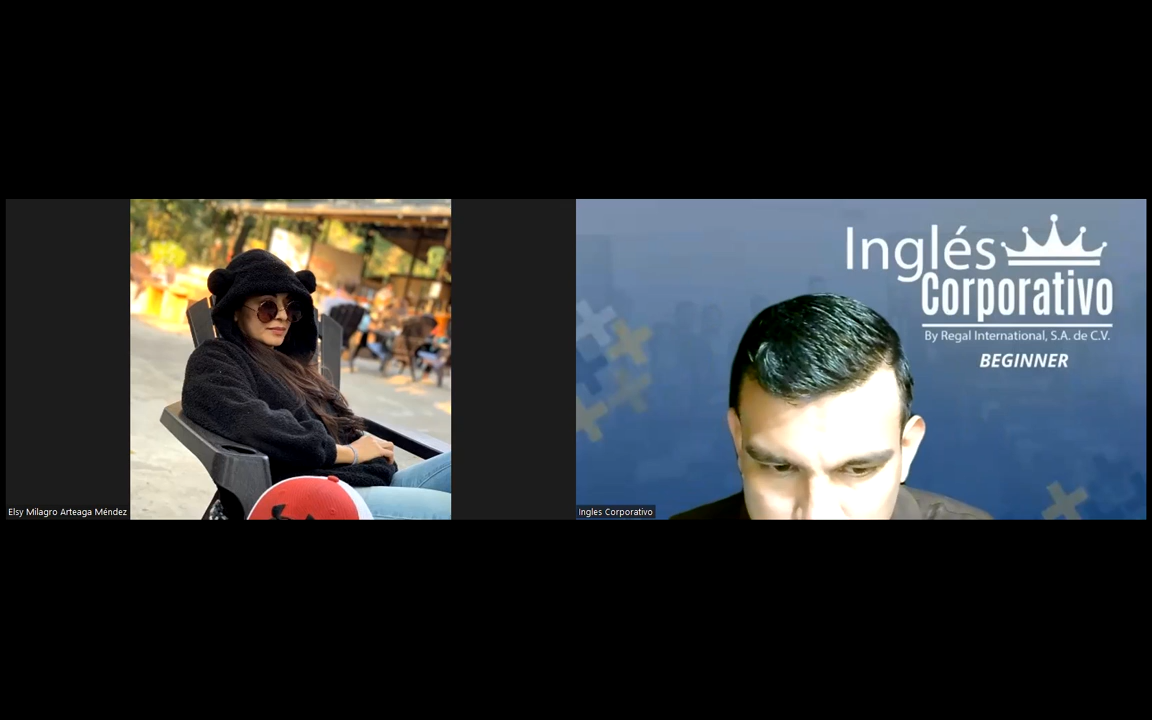 Inglés
Corporativo
By Regal International, S.A. de C.V.
BEGINNER
Elsy Milagro Arteaga Méndez
Ingles Corporativo